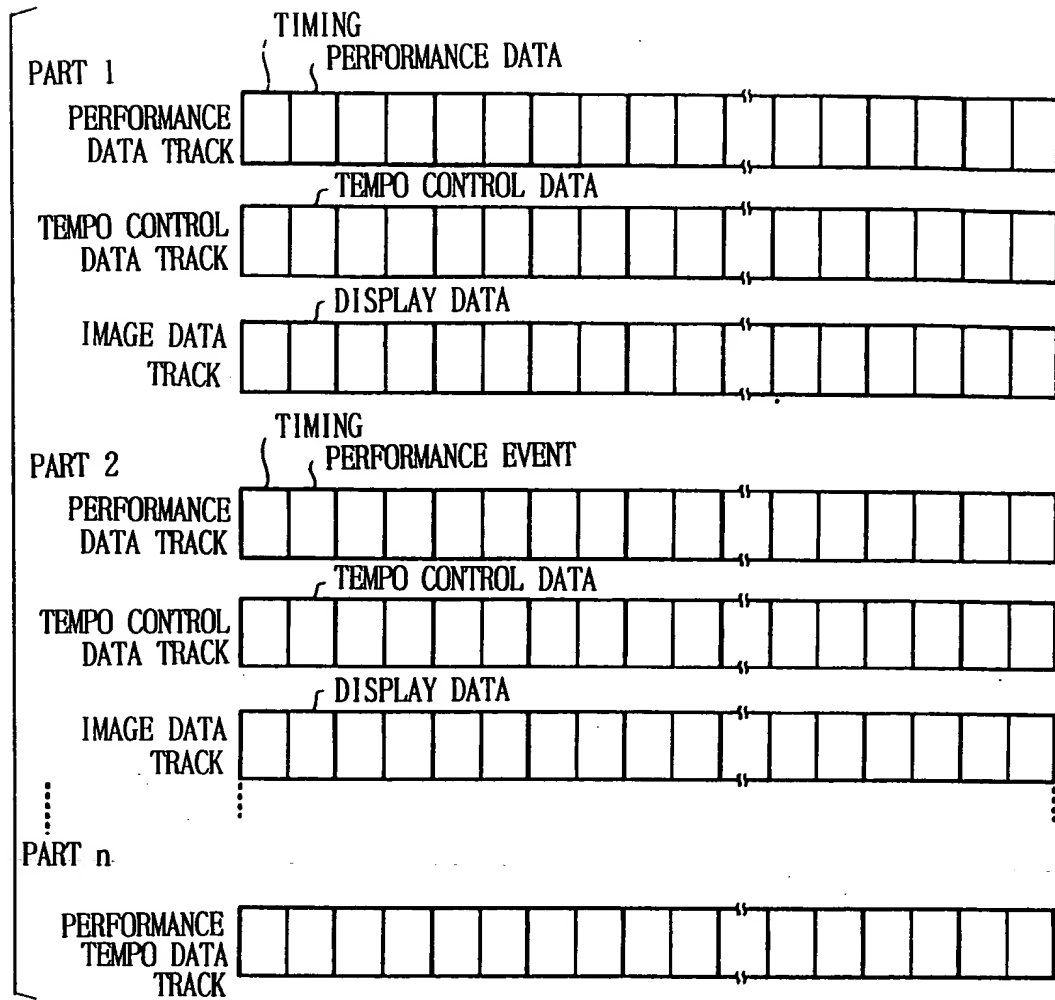 TIMING
PERFORMANCE DATA
PART 1
PERFORMANCE
DATA TRACK
TEMPO CONTROL DATA
TEMPO CONTROL
DATA TRACK
DISPLAY DATA
IMAGE DATA
TRACK
TIMING
PERFORMANCE EVENT
PART 2
PERFORMANCE
DATA TRACK
TEMPO CONTROL DATA
TEMPO CONTROL
DATA TRACK
DISPLAY DATA
IMAGE DATA
TRACK
PART n
PERFORMANCE
TEMPO DATA
TRACK